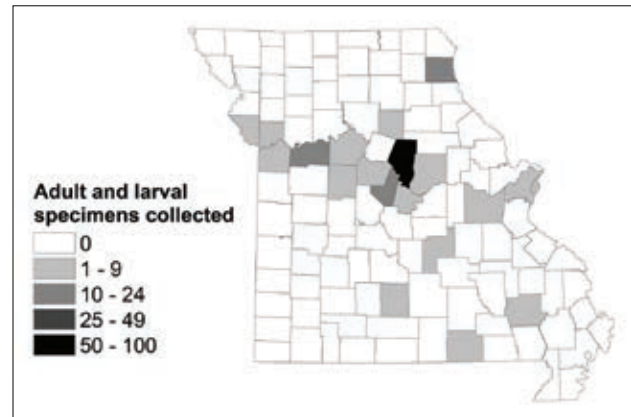 Adult and larval
specimens collected
0
1 - 9
10 - 24
25 - 49
50 - 100